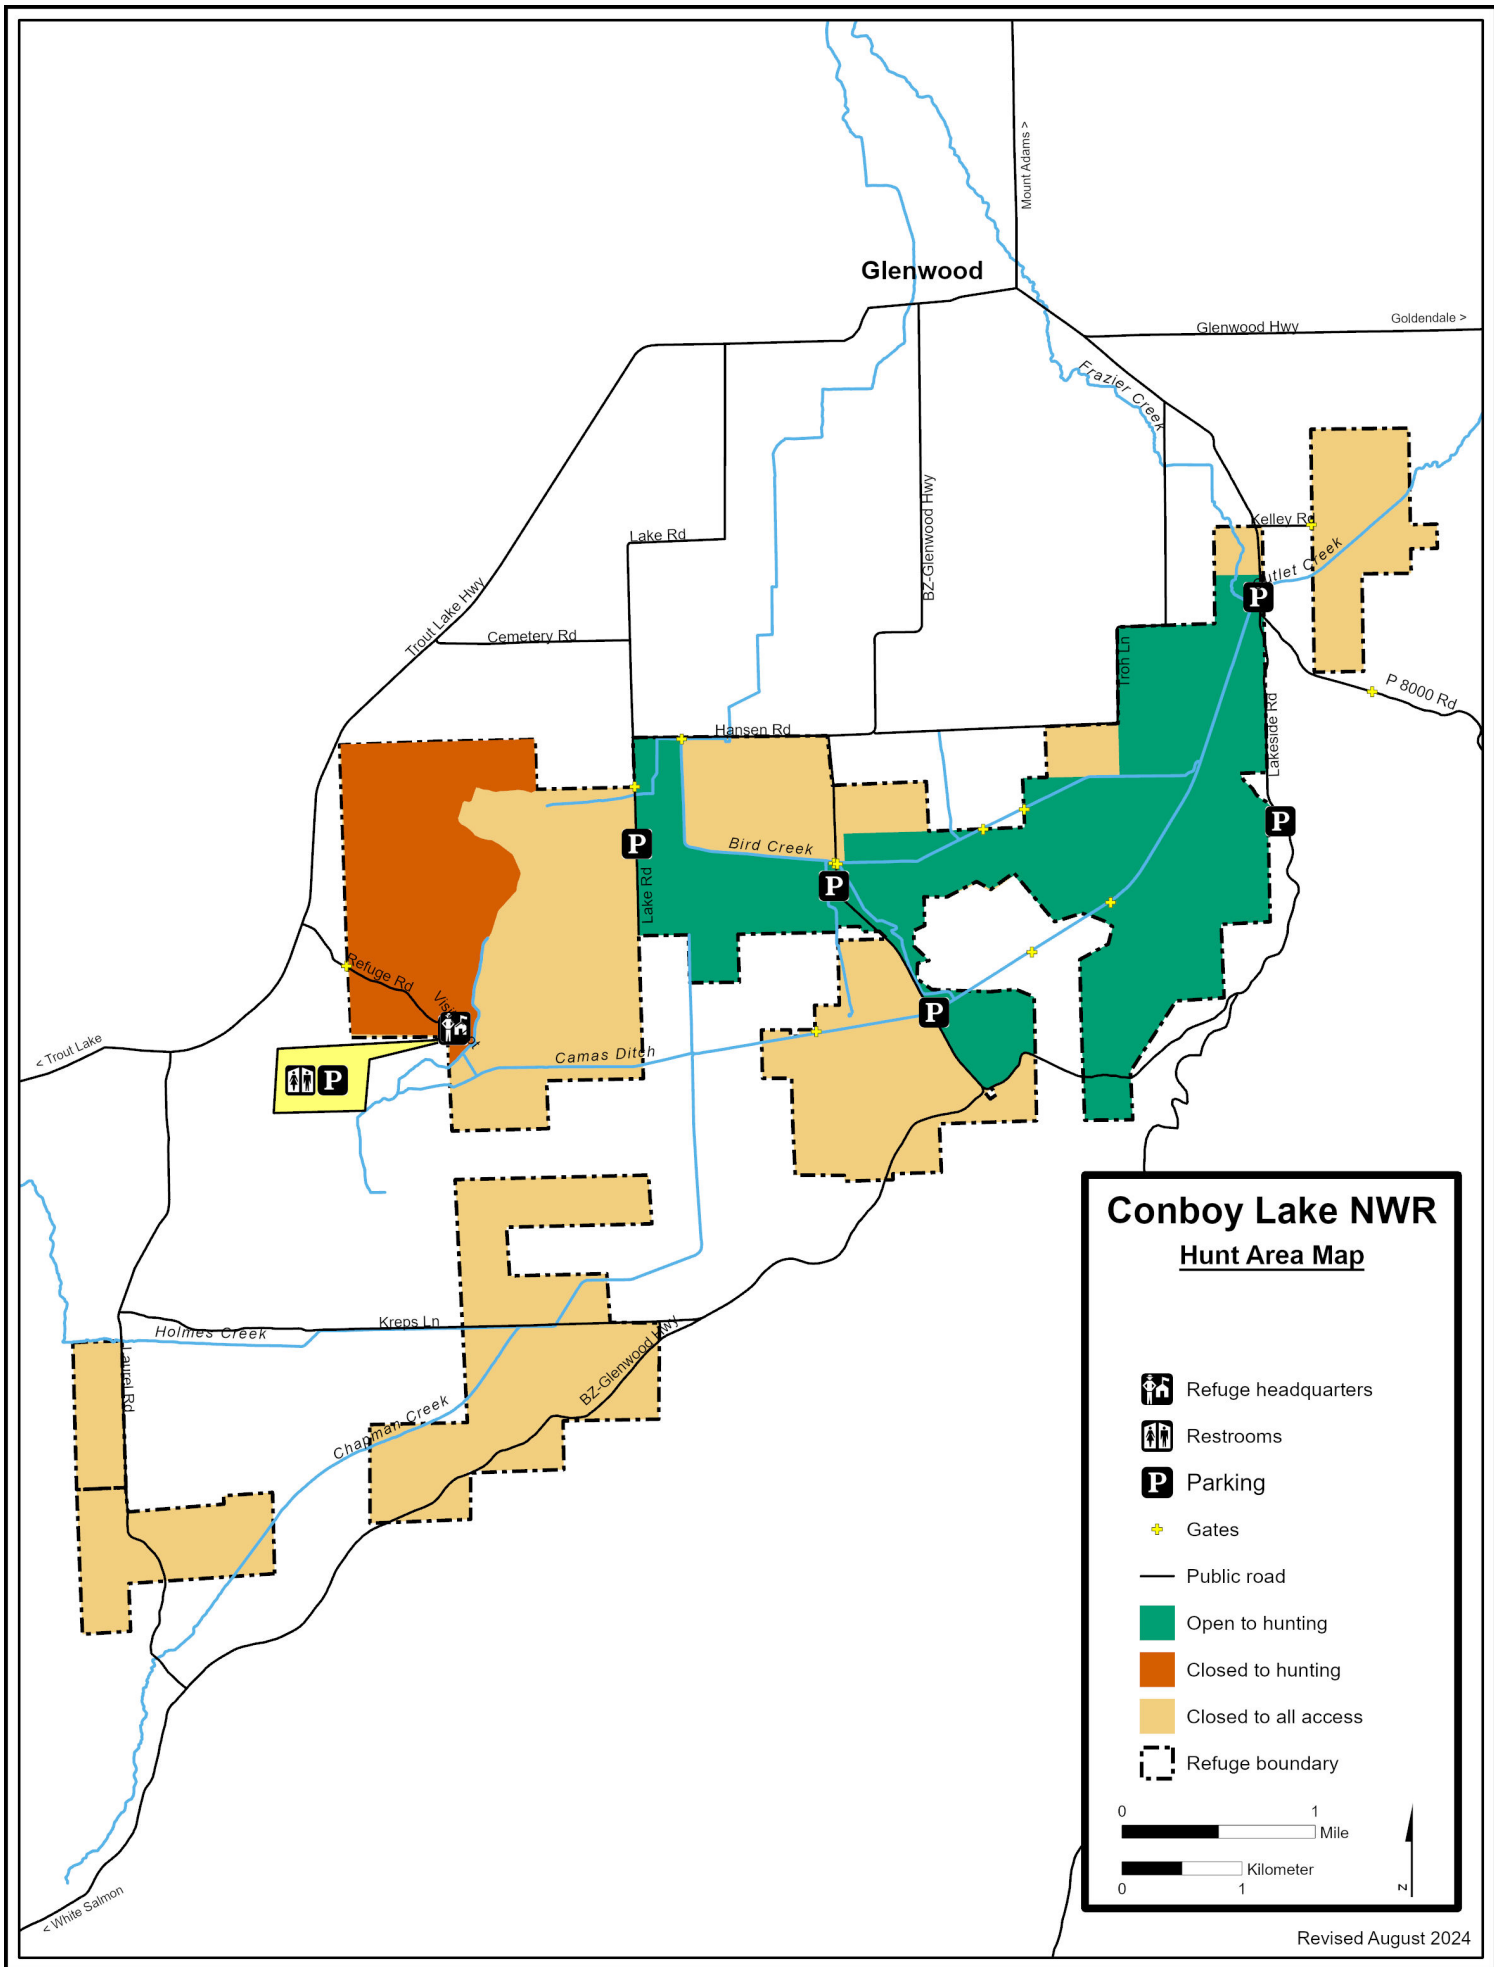 Mount Adams >
Glenwood
Goldendale >
Glenwood Hwy
Frazier Creek
BZ-Glenwood Hwy
Kelley Rd
Lake Rd
Outlet Creek
P
Trout Lake Hwy
Cemetery Rd
Troh Ln
P 8000 Rd
Lakeside Rd
Hansen Rd
P
P
Bird Creek
P
Lake Rd
Refuge Rd
P
< Trout Lake
Camas Ditch
P
Conboy Lake NWR
Hunt Area Map
Kreps Ln
Holmes Creek
Laurel Rd
BZ-Glenwood Hwy
Chapman Creek
Refuge headquarters
Restrooms
P Parking
Gates
Public road
Open to hunting
Closed to hunting
Closed to all access
Refuge boundary
0 1
Mile
Kilometer
0 1
N
< White Salmon
Revised August 2024